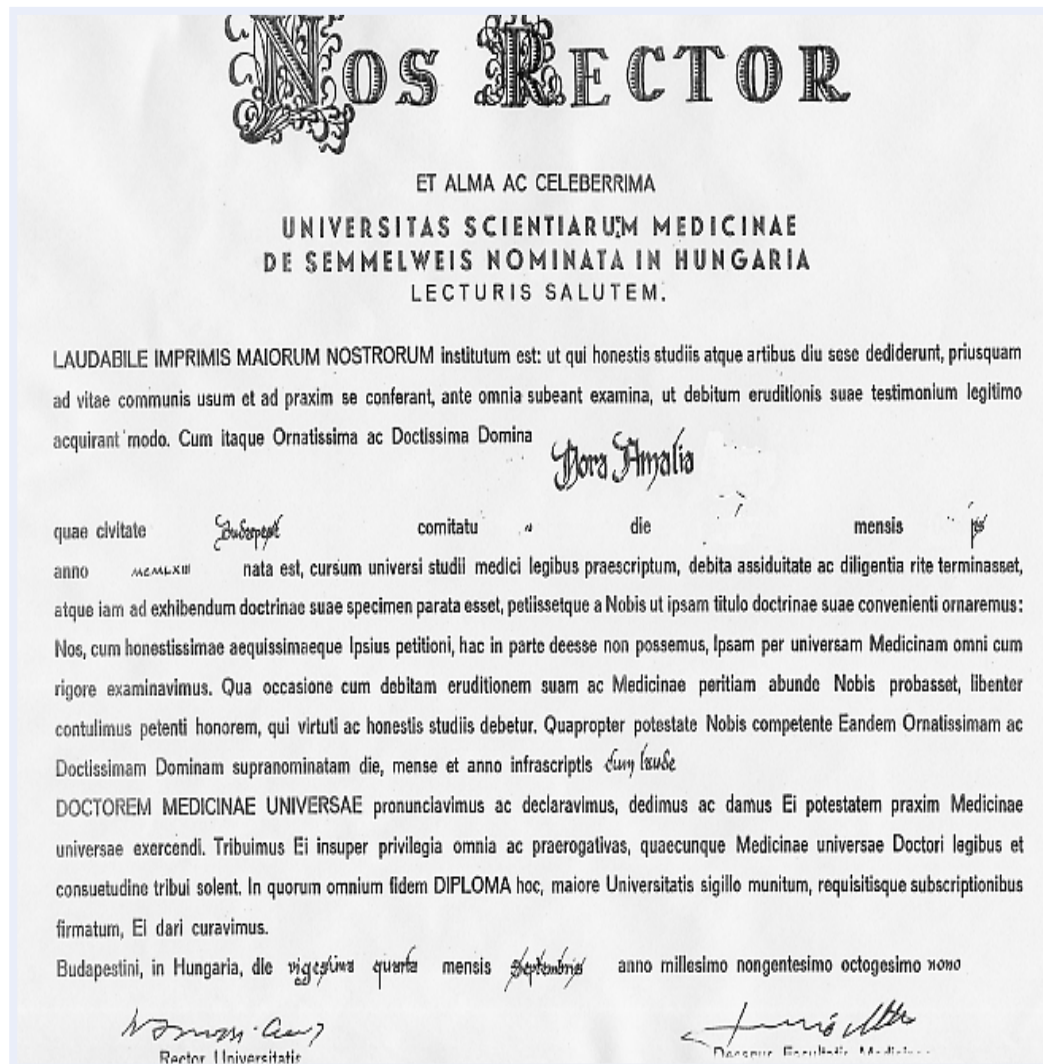 NOS RECTOR
ET ALMA AC CELEBERRIMA
UNIVERSITAS SCIENTIARUM MEDICINAE
DE SEMMELWEIS NOMINATA IN HUNGARIA
LECTURIS SALUTEM.
LAUDABILE IMPRIMIS MAIORUM NOSTRORUM institutum est: ut qui honestis studiis atque artibus diu sese dediderunt, priusquam
ad vitae communis usum et ad praxim se conferant, ante omnia subeant examina, ut debitum eruditionis suae testimonium legitimo
acquirant modo. Cum itaque Ornatissima ac Doctissima Domina
Dora Amalia
quae civitate Budapest comitatu die mensis
anno MCMLXIII nata est, cursum universi studii medici legibus praescriptum, debita assiduitate ac diligentia rite terminasset,
atque iam ad exhibendum doctrinae suae specimen parata esset, petiissetque a Nobis ut ipsam titulo doctrinae suae convenienti ornaremus:
Nos, cum honestissimae aequissimaeque Ipsius petitioni, hac in parte deesse non possemus, Ipsam per universam Medicinam omni cum
rigore examinavimus. Qua occasione cum debitam eruditionem suam ac Medicinae peritiam abunde Nobis probasset, libenter
contulimus petenti honorem, qui virtuti ac honestis studiis debetur. Quapropter potestate Nobis competente Eandem Ornatissimam ac
Doctissimam Dominam supranominatam die, mense et anno infrascriptis cum laude
DOCTOREM MEDICINAE UNIVERSAE pronunciavimus ac declaravimus, dedimus ac damus Ei potestatem praxim Medicinae
universae exercendi. Tribuimus Ei insuper privilegia omnia ac praerogativas, quaecunque Medicinae universae Doctori legibus et
consuetudine tribui solent. In quorum omnium fidem DIPLOMA hoc, maiore Universitatis sigillo munitum, requisitisque subscriptionibus
firmatum, Ei dari curavimus.
Budapestini, in Hungaria, die vigesima quarta mensis Septembris anno millesimo nongentesimo octogesimo nono
Rector Universitatis